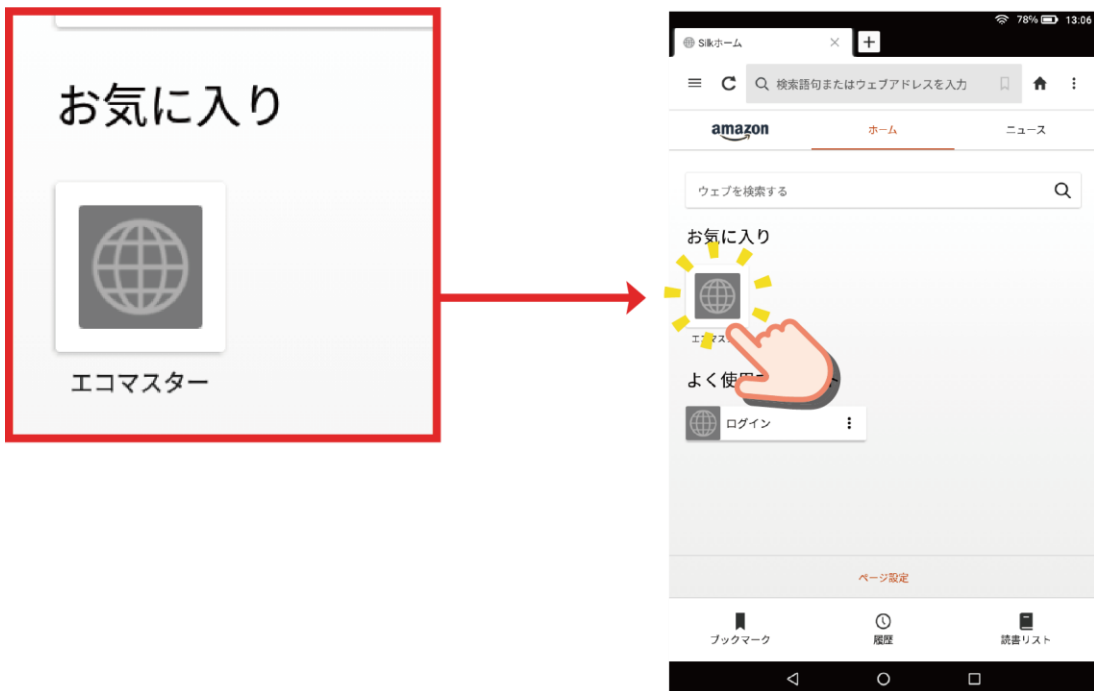 お気に入り
エコマスター
78% 13:06
Silkホーム
検索語句またはウェブアドレスを入力
amazon ホーム ニュース
ウェブを検索する
お気に入り
よく使
ログイン
ページ設定
ブックマーク 履歴 読書リスト